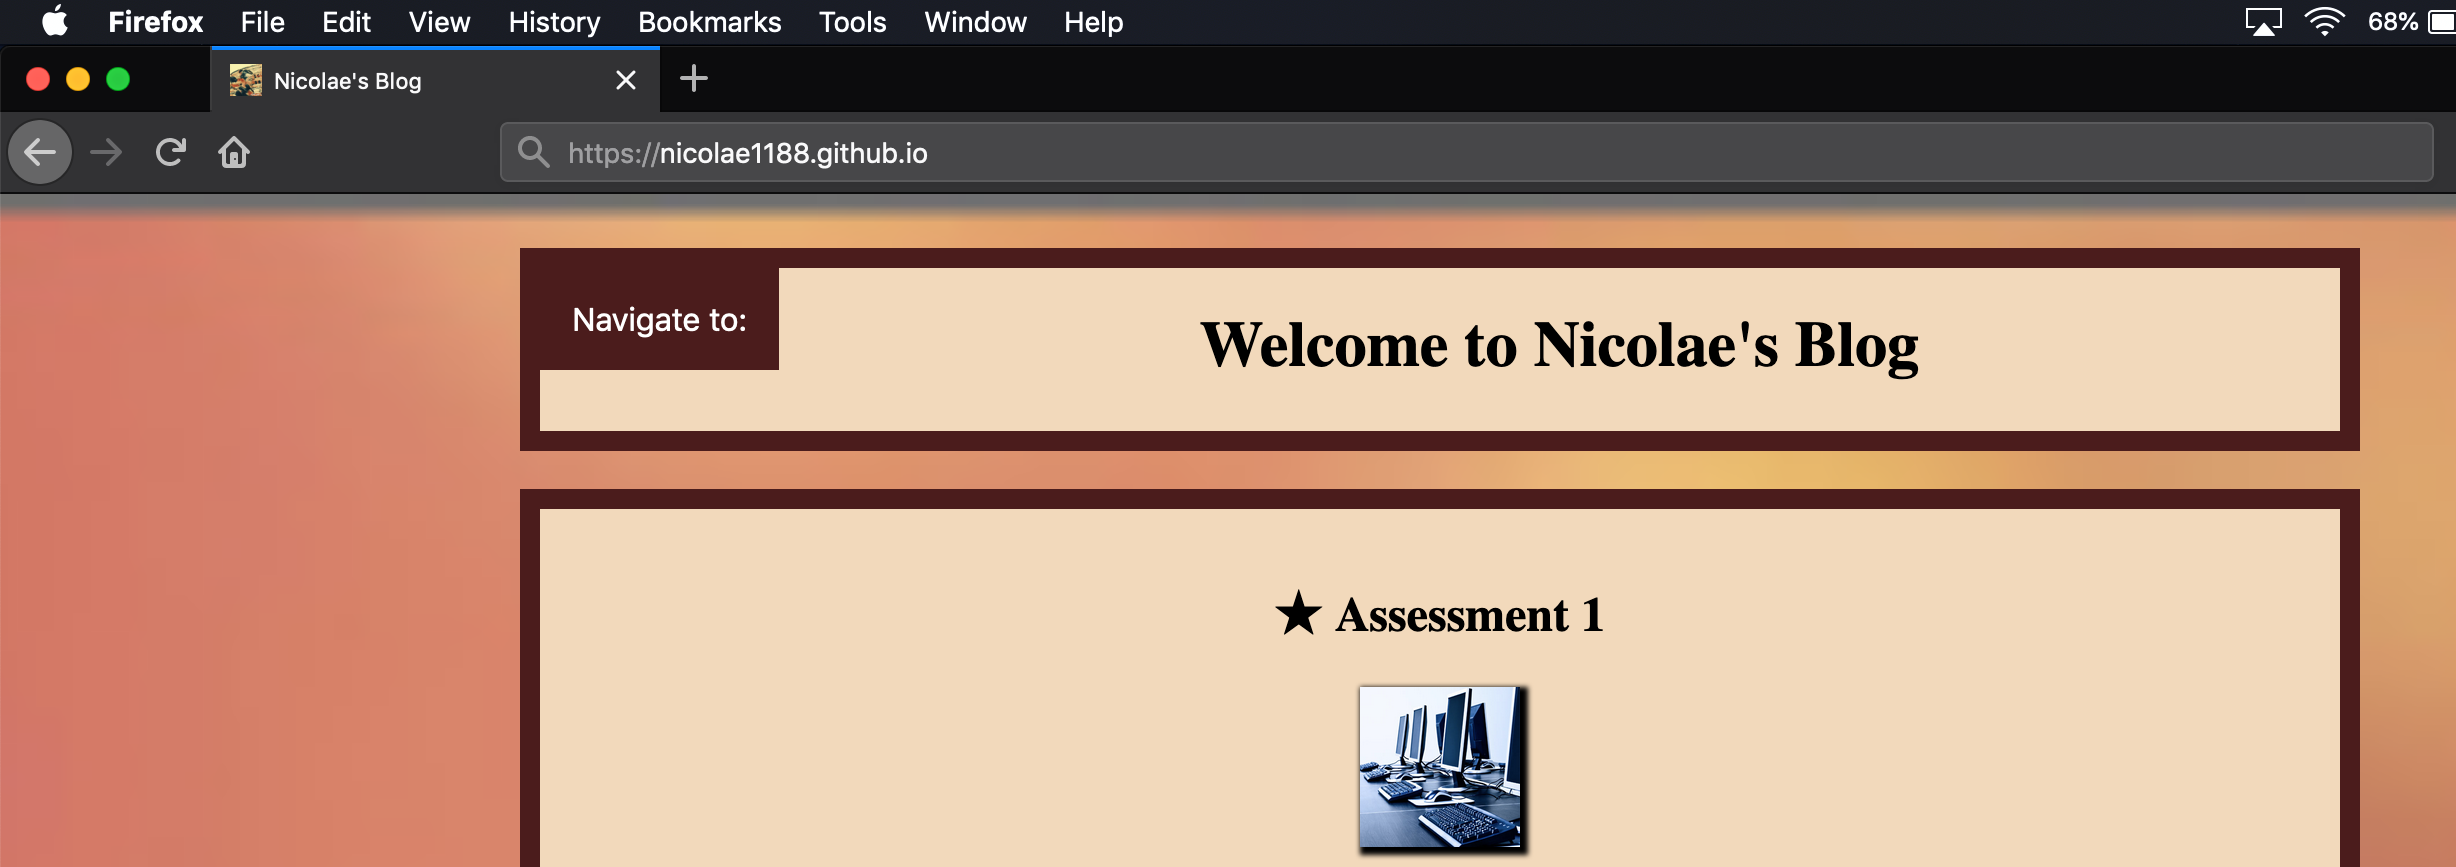 Firefox File Edit View History Bookmarks Tools Window Help 68%
Nicolae's Blog
https://nicolae1188.github.io
Navigate to:
Welcome to Nicolae's Blog
★ Assessment 1